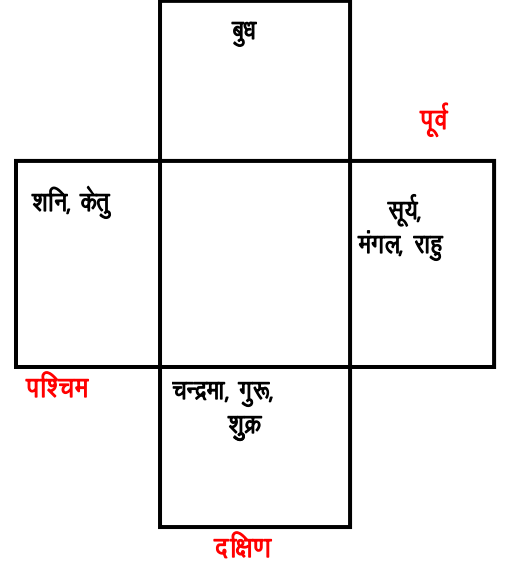 बुध
पूर्व
शनि, केतु
सूर्य,
मंगल, राहु
पश्चिम
चन्द्रमा, गुरू,
शुक्र
दक्षिण